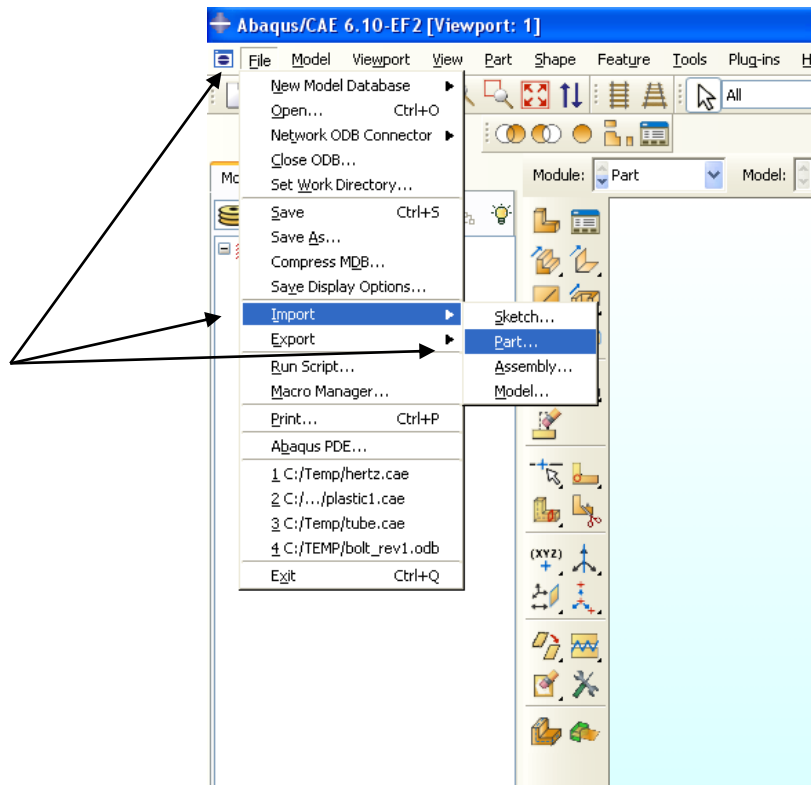 Abaqus/CAE 6.10-EF2 [Viewport: 1]
File Model Viewport View Part Shape Feature Tools Plug-ins H
New Model Database
Open... Ctrl+O
All
Network ODB Connector
Close ODB...
Set Work Directory...
Module: Part Model:
Save Ctrl+S
Save As...
Compress MDB...
Save Display Options...
Import
Sketch...
Export
Part...
Run Script...
Assembly...
Macro Manager...
Model...
Print... Ctrl+P
Abaqus PDE...
1 C:/Temp/hertz.cae
2 C:/.../plastic1.cae
3 C:/Temp/tube.cae
4 C:/TEMP/bolt_rev1.odb
(XYZ)
Exit Ctrl+Q